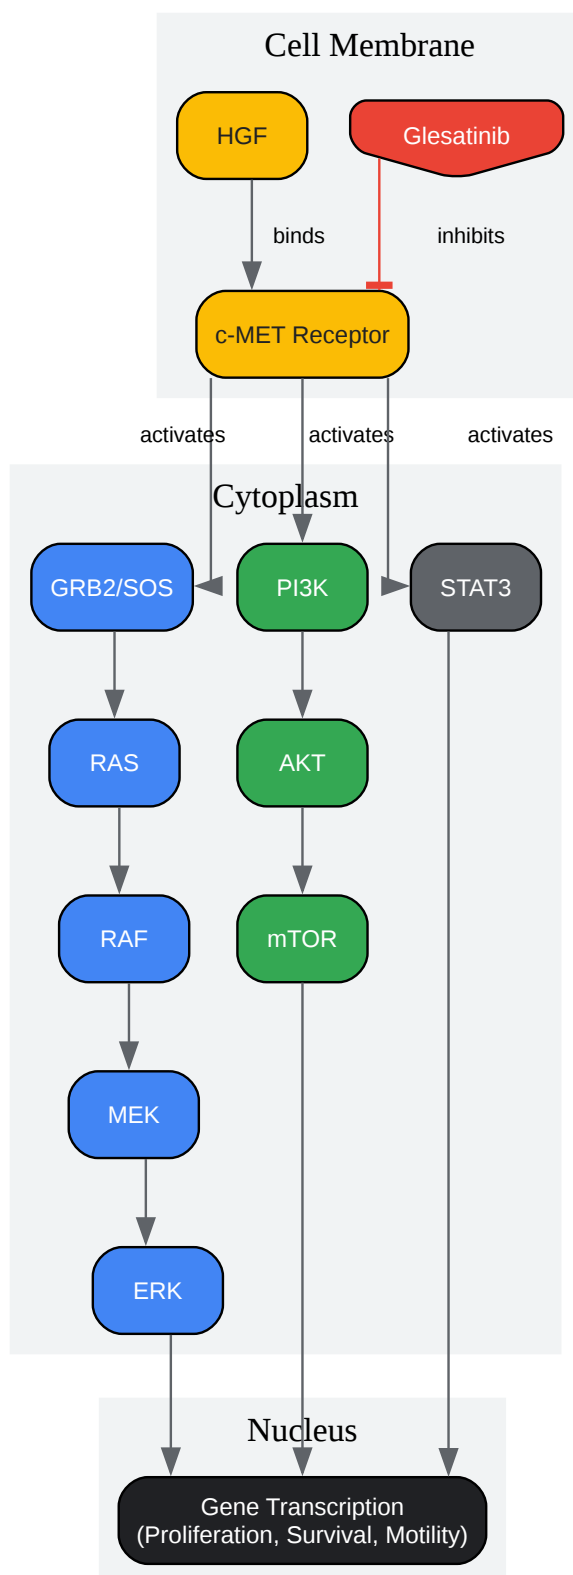 Cell Membrane
HGF
Glesatinib
binds
inhibits
c-MET Receptor
activates
activates
activates
Cytoplasm
GRB2/SOS
PI3K
STAT3
RAS
AKT
RAF
mTOR
MEK
ERK
Nucleus
Gene Transcription
(Proliferation, Survival, Motility)